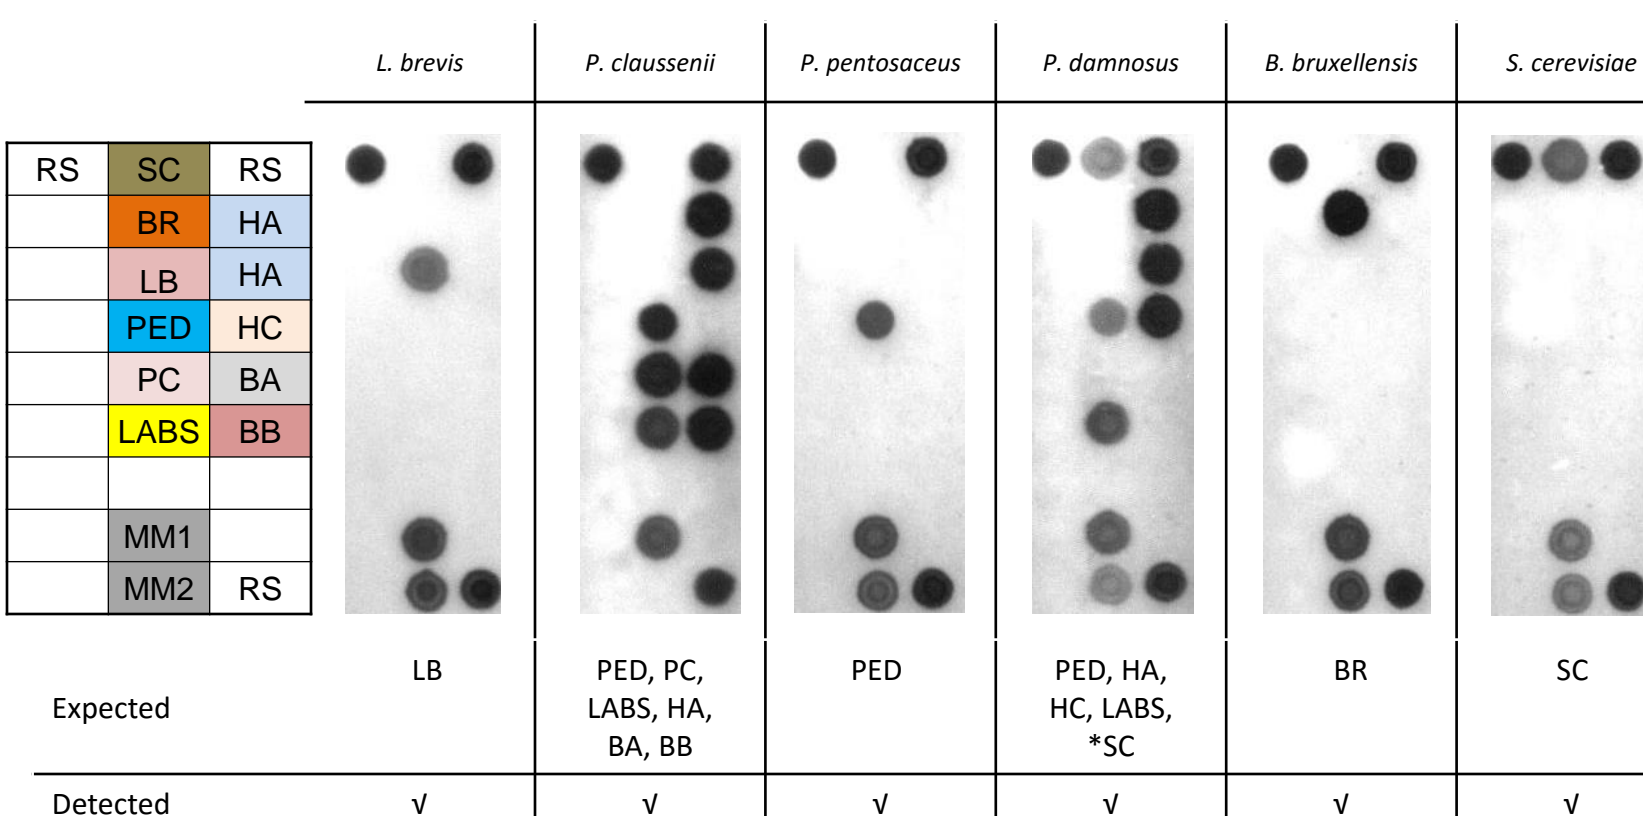 L. brevis P. claussenii P. pentosaceus P. damnosus B. bruxellensis S. cerevisiae
RS SC RS
BR HA
LB HA
PED HC
PC BA
LABS BB
MM1
MM2 RS
Expected LB PED, PC, LABS, HA, BA, BB PED PED, HA, HC, LABS, *SC BR SC
Detected √ √ √ √ √ √